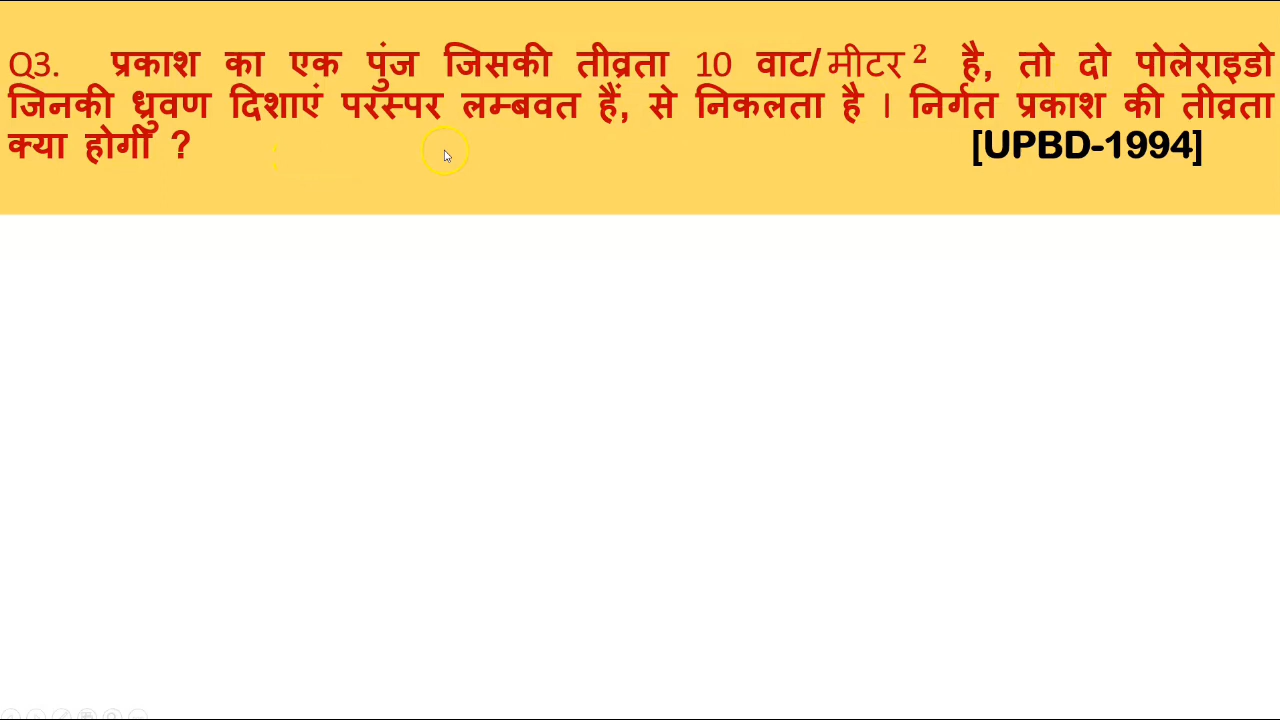 Q3. प्रकाश का एक पुंज जिसकी तीव्रता 10 वाट/मीटर² है, तो दो पोलेराइडो
जिनकी ध्रुवण दिशाएं परस्पर लम्बवत हैं, से निकलता है । निर्गत प्रकाश की तीव्रता
क्या होगी ? [UPBD-1994]